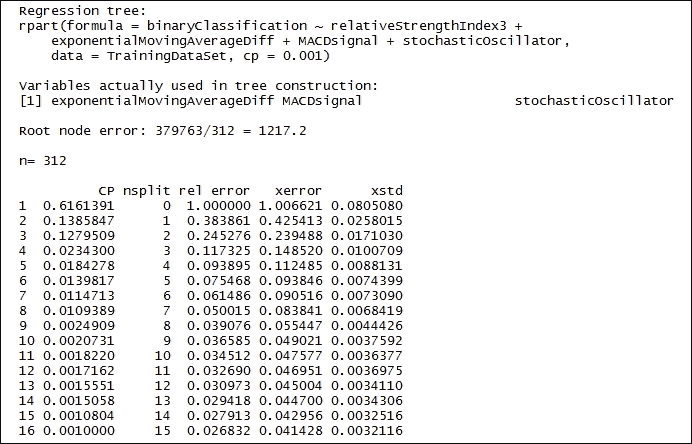 Regression tree:
rpart(formula = binaryClassification ~ relativeStrengthIndex3 +
    exponentialMovingAverageDiff + MACDsignal + stochasticOscillator,
    data = TrainingDataSet, cp = 0.001)
Variables actually used in tree construction:
[1] exponentialMovingAverageDiff MACDsignal                   stochasticOscillator
Root node error: 379763/312 = 1217.2
n= 312
          CP nsplit rel error   xerror      xstd
1  0.6161391      0  1.000000 1.006621 0.0805080
2  0.1385847      1  0.383861 0.425413 0.0258015
3  0.1279509      2  0.245276 0.239488 0.0171030
4  0.0234300      3  0.117325 0.148520 0.0100709
5  0.0184278      4  0.093895 0.112485 0.0088131
6  0.0139817      5  0.075468 0.093846 0.0074399
7  0.0114713      6  0.061486 0.090516 0.0073090
8  0.0109389      7  0.050015 0.083841 0.0068419
9  0.0024909      8  0.039076 0.055447 0.0044426
10 0.0020731      9  0.036585 0.049021 0.0037592
11 0.0018220     10  0.034512 0.047577 0.0036377
12 0.0017162     11  0.032690 0.046951 0.0036975
13 0.0015551     12  0.030973 0.045004 0.0034110
14 0.0015058     13  0.029418 0.044700 0.0034306
15 0.0010804     14  0.027913 0.042956 0.0032516
16 0.0010000     15  0.026832 0.041428 0.0032116